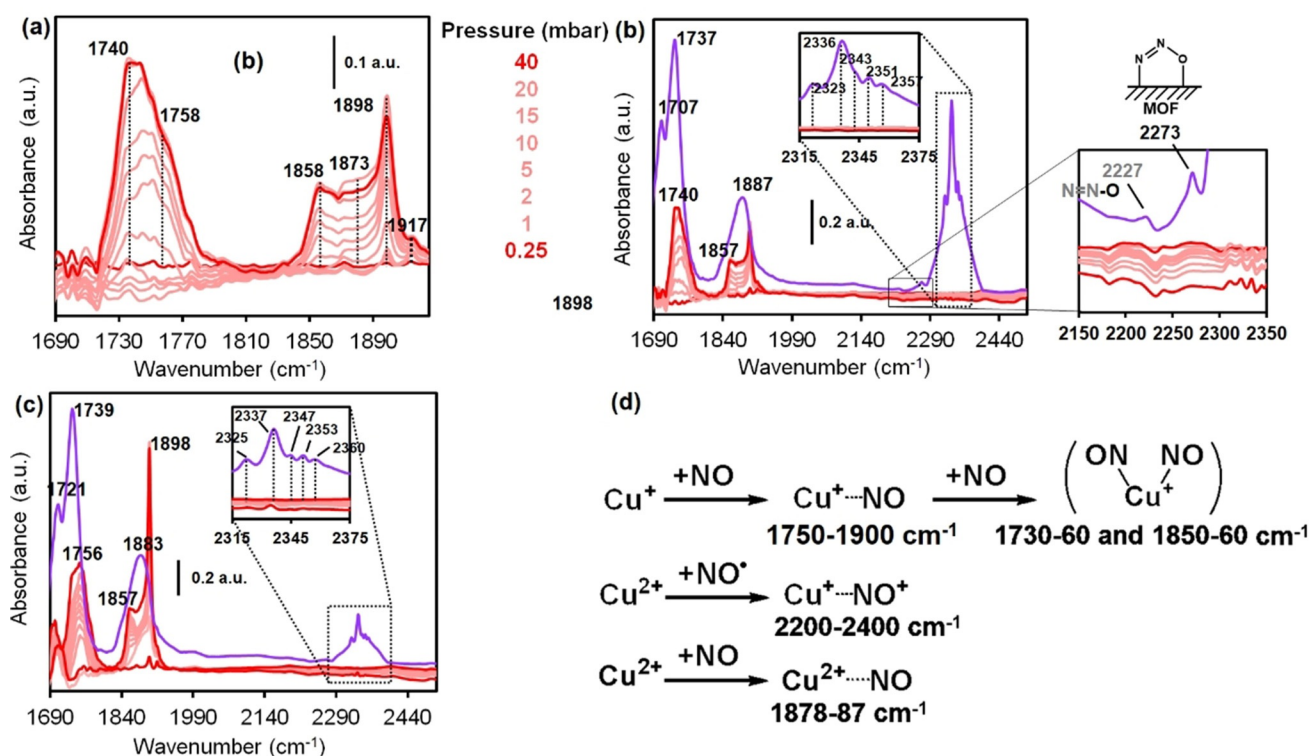 (a)
1740
1758
(b)
0.1 a.u.
1898
1858
1873
1917
Absorbance (a.u.)
1690 1730 1770 1810 1850 1890
Wavenumber (cm⁻¹)
Pressure (mbar)
40
20
15
10
5
2
1
0.25
1898
(b)
1737
1707
1740
1857
1887
0.2 a.u.
2336
2343
2351
2357
2323
2315 2345 2375
Absorbance (a.u.)
1690 1840 1990 2140 2290 2440
Wavenumber (cm⁻¹)
N N O
MOF
2273
2227
N=N-O
2150 2200 2250 2300 2350
(c)
1739
1721
1756
1857
1883
1898
0.2 a.u.
2337
2347
2353
2325
2360
2315 2345 2375
Absorbance (a.u.)
1690 1840 1990 2140 2290 2440
Wavenumber (cm⁻¹)
(d)
Cu⁺ +NO Cu⁺····NO +NO (ON NO Cu⁺)
1750-1900 cm⁻¹ 1730-60 and 1850-60 cm⁻¹
Cu²⁺ +NO• Cu⁺····NO⁺
2200-2400 cm⁻¹
Cu²⁺ +NO Cu²⁺····NO
1878-87 cm⁻¹